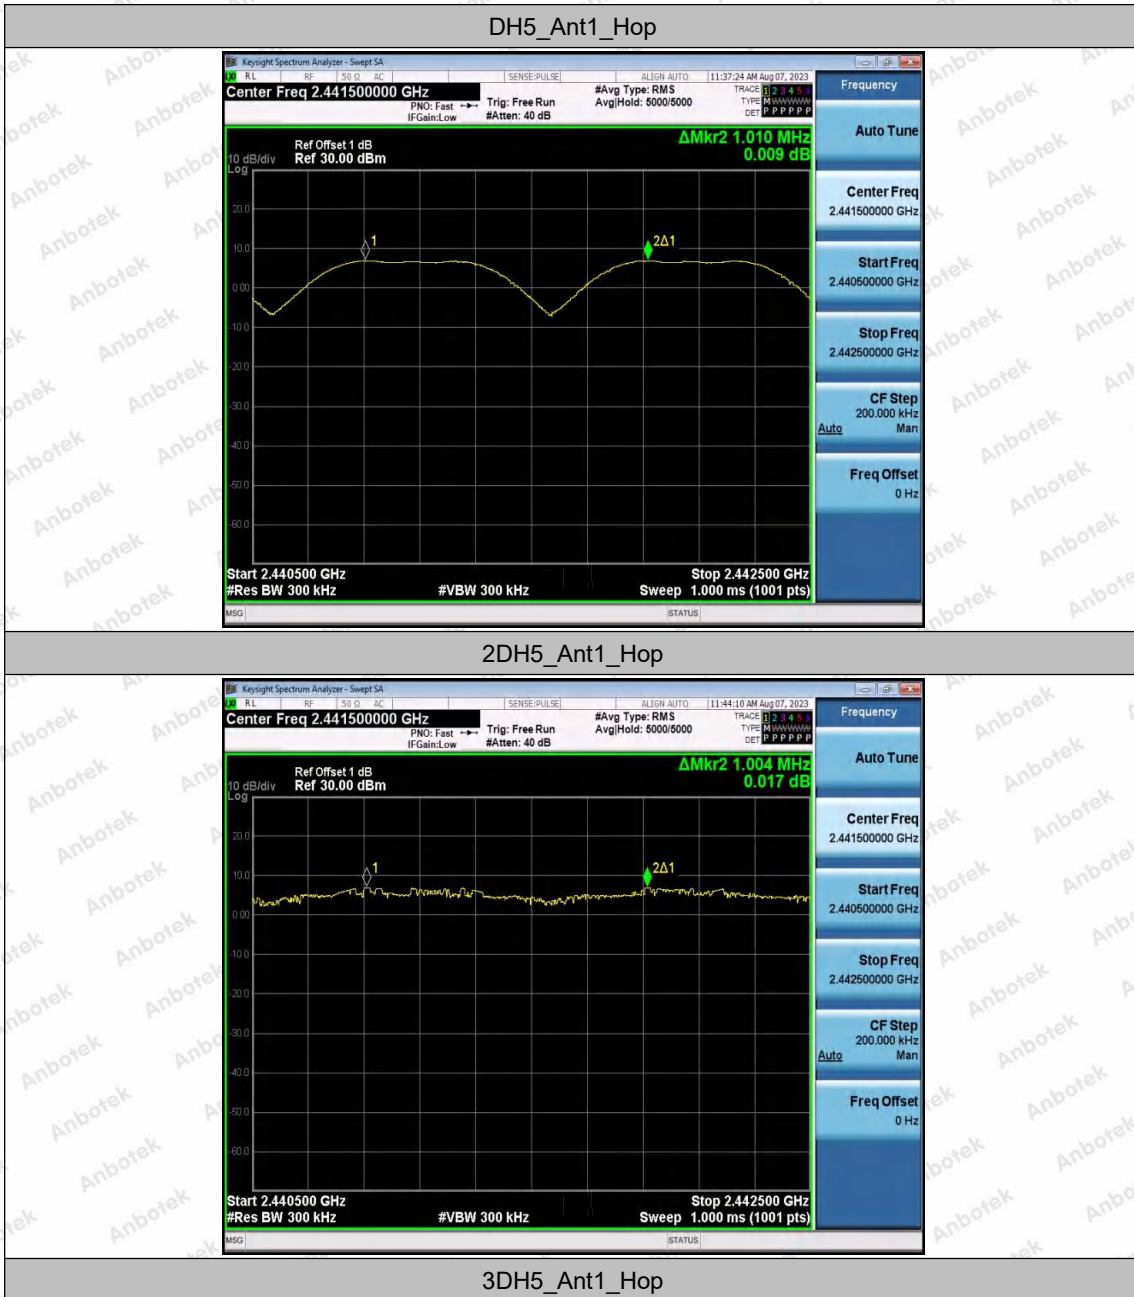 DH5_Ant1_Hop
Keysight Spectrum Analyzer - Swept SA
RL RF 50 Ω AC SENSE:PULSE ALIGN AUTO 11:37:24 AM Aug 07, 2023
Center Freq 2.441500000 GHz
PNO: Fast
IFGain:Low
Trig: Free Run
#Atten: 40 dB
#Avg Type: RMS
Avg|Hold: 5000/5000
TRACE 1 2 3 4 5 6
TYPE M WWWWW
DET P P P P P P
Frequency
Auto Tune
Center Freq
2.441500000 GHz
Start Freq
2.440500000 GHz
Stop Freq
2.442500000 GHz
CF Step
200.000 kHz
Auto Man
Freq Offset
0 Hz
ΔMkr2 1.010 MHz
0.009 dB
Ref Offset 1 dB
10 dB/div Ref 30.00 dBm
Log
20.0
10.0
0.00
-10.0
-20.0
-30.0
-40.0
-50.0
-60.0
1
2Δ1
Start 2.440500 GHz Stop 2.442500 GHz
#Res BW 300 kHz #VBW 300 kHz Sweep 1.000 ms (1001 pts)
MSG STATUS
2DH5_Ant1_Hop
Keysight Spectrum Analyzer - Swept SA
RL RF 50 Ω AC SENSE:PULSE ALIGN AUTO 11:44:10 AM Aug 07, 2023
Center Freq 2.441500000 GHz
PNO: Fast
IFGain:Low
Trig: Free Run
#Atten: 40 dB
#Avg Type: RMS
Avg|Hold: 5000/5000
TRACE 1 2 3 4 5 6
TYPE M WWWWW
DET P P P P P P
Frequency
Auto Tune
Center Freq
2.441500000 GHz
Start Freq
2.440500000 GHz
Stop Freq
2.442500000 GHz
CF Step
200.000 kHz
Auto Man
Freq Offset
0 Hz
ΔMkr2 1.004 MHz
0.017 dB
Ref Offset 1 dB
10 dB/div Ref 30.00 dBm
Log
20.0
10.0
0.00
-10.0
-20.0
-30.0
-40.0
-50.0
-60.0
1
2Δ1
Start 2.440500 GHz Stop 2.442500 GHz
#Res BW 300 kHz #VBW 300 kHz Sweep 1.000 ms (1001 pts)
MSG STATUS
3DH5_Ant1_Hop
Anbotek